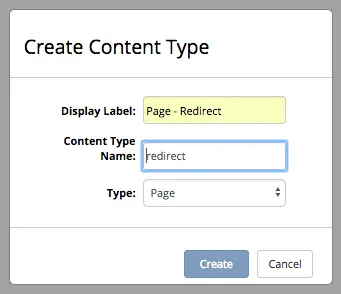 Create Content Type
Display Label: Page - Redirect
Content Type
Name: redirect
Type: Page
Create Cancel